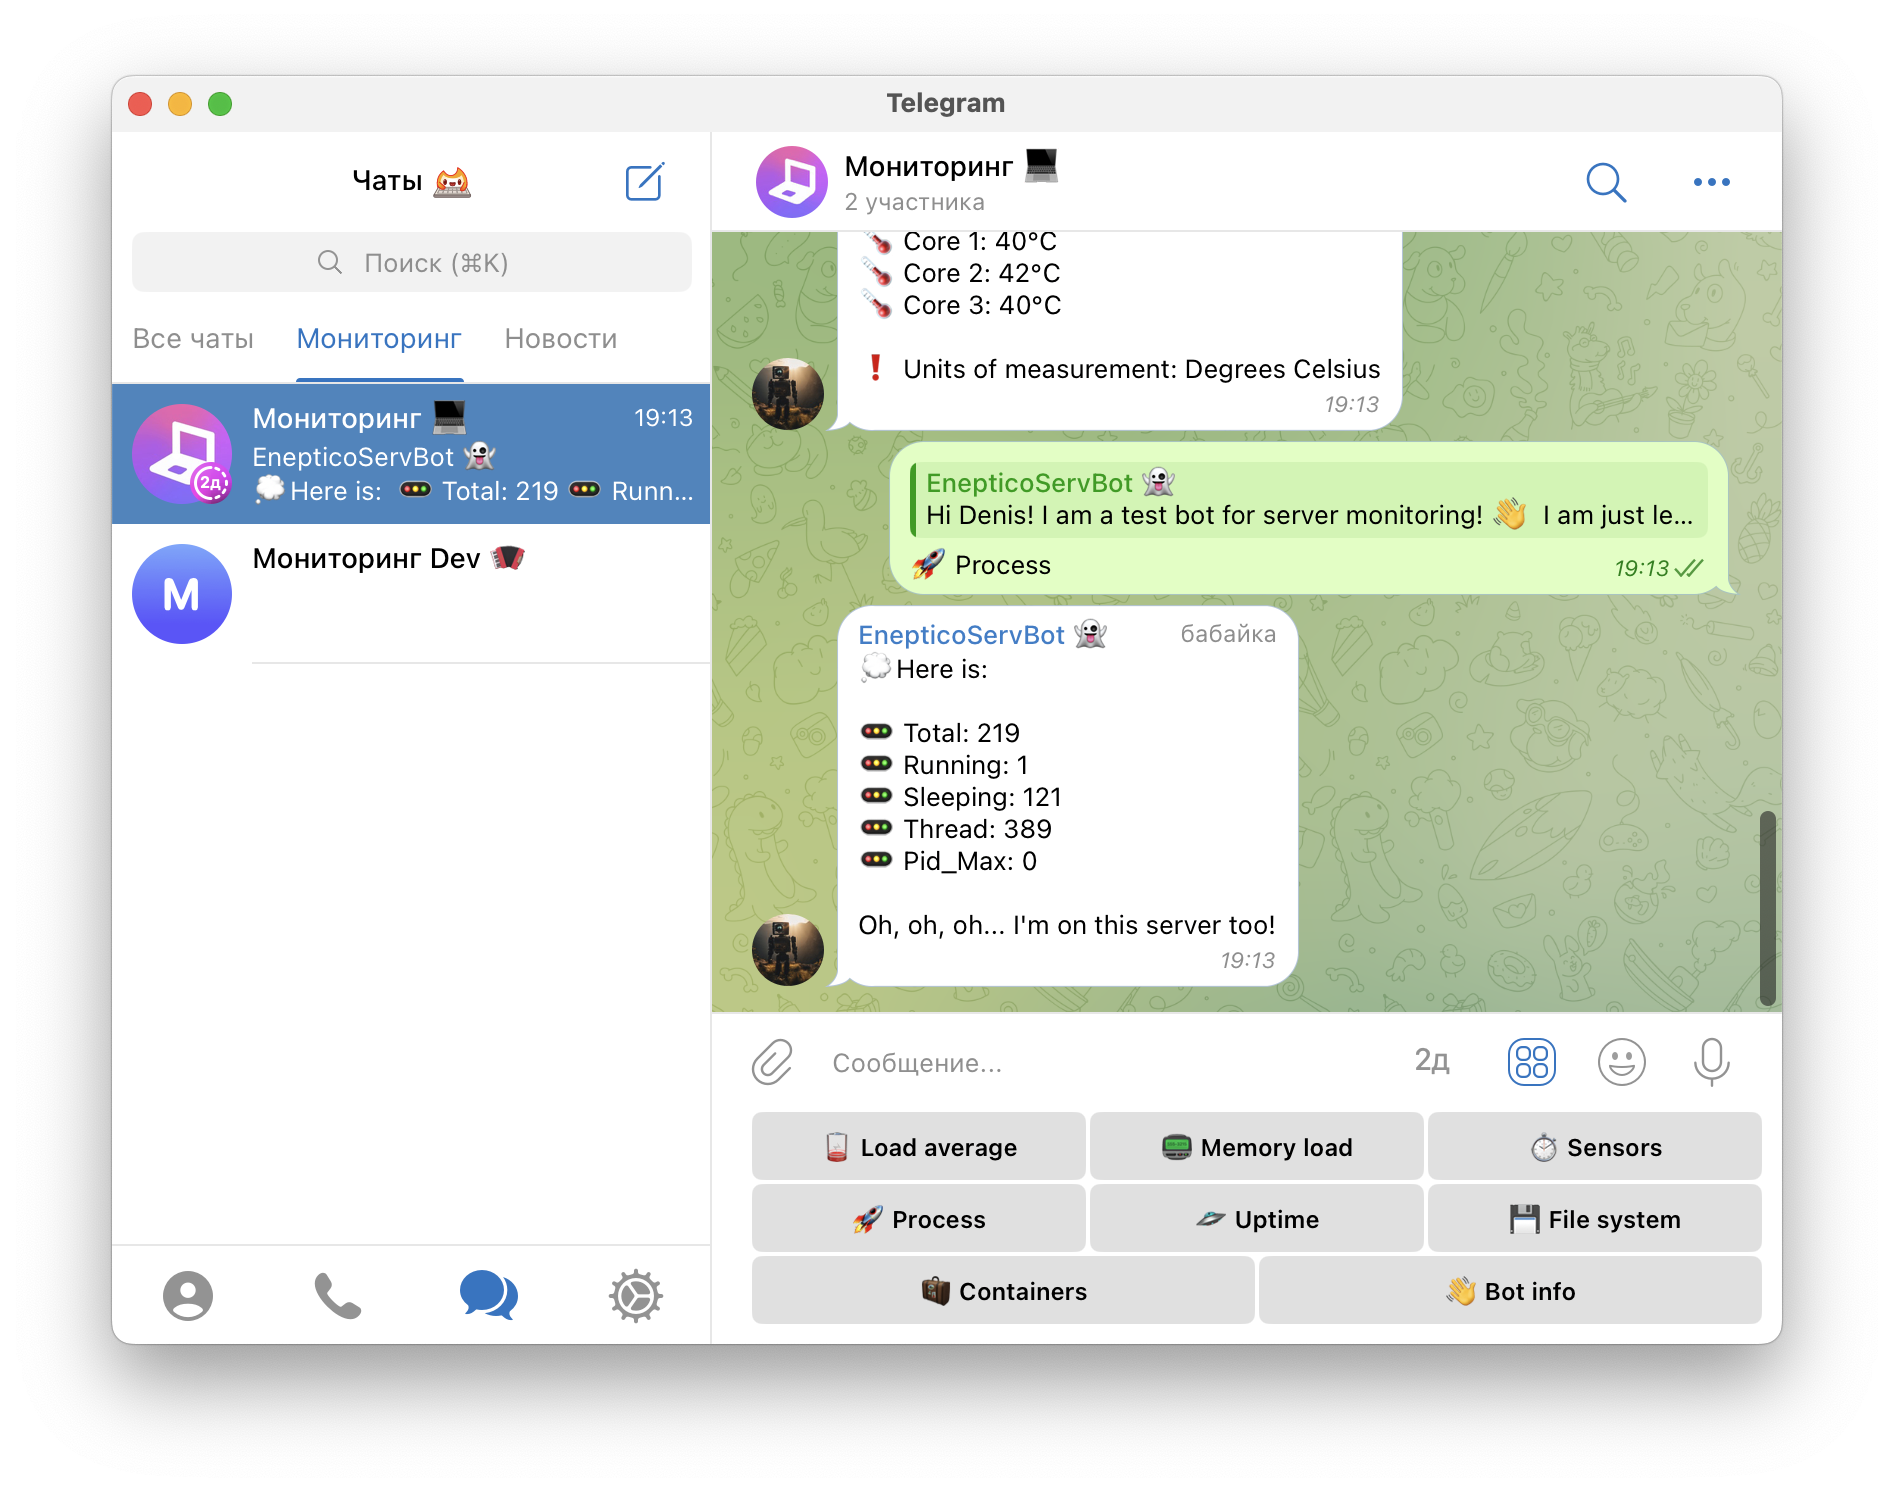 Telegram
Чаты
Поиск (⌘K)
Все чаты Мониторинг Новости
Мониторинг 19:13
EnepticoServBot
Here is: Total: 219 Runn...
2д
Мониторинг Dev
М
Мониторинг
2 участника
Core 1: 40°C
Core 2: 42°C
Core 3: 40°C
Units of measurement: Degrees Celsius
19:13
EnepticoServBot
Hi Denis! I am a test bot for server monitoring! I am just le...
Process
19:13
EnepticoServBot бабайка
Here is:
Total: 219
Running: 1
Sleeping: 121
Thread: 389
Pid_Max: 0
Oh, oh, oh... I'm on this server too!
19:13
Сообщение... 2д
Load average Memory load Sensors
Process Uptime File system
Containers Bot info